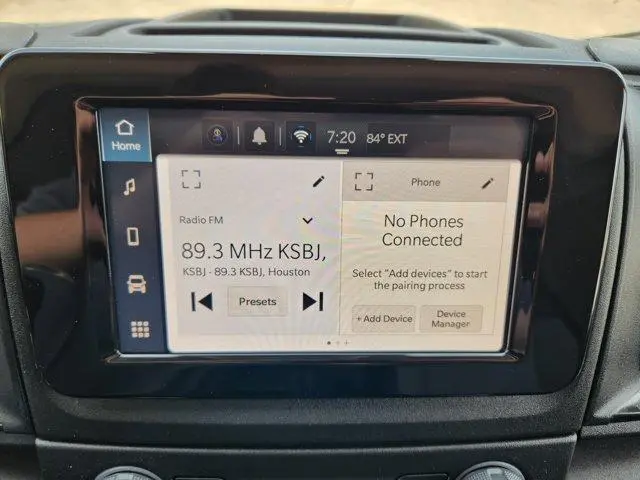 Home
7:20 84° EXT
Radio FM
89.3 MHz KSBJ,
KSBJ - 89.3 KSBJ, Houston
Presets
Phone
No Phones
Connected
Select "Add devices" to start
the pairing process
+ Add Device
Device
Manager